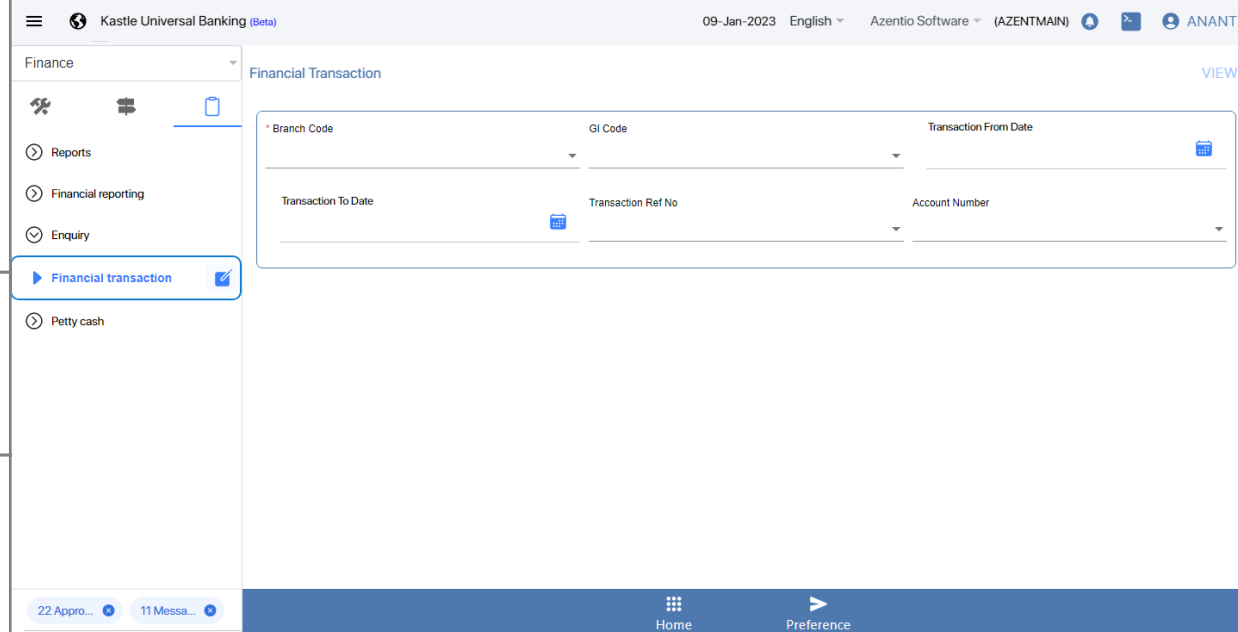 Kastle Universal Banking (Beta)
09-Jan-2023 English Azentio Software (AZENTMAIN) ANANT
Finance
Financial Transaction
VIEW
* Branch Code
GI Code
Transaction From Date
Reports
Financial reporting
Transaction To Date
Transaction Ref No
Account Number
Enquiry
Financial transaction
Petty cash
22 Appro...
11 Messa...
Home
Preference